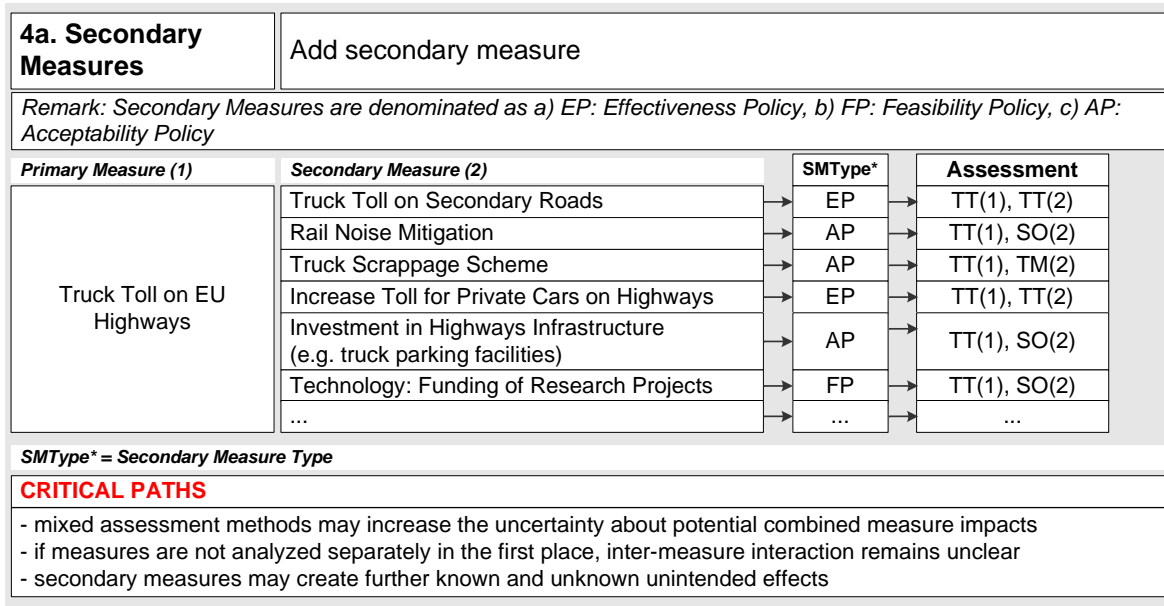 4a. Secondary
Measures
Add secondary measure
Remark: Secondary Measures are denominated as a) EP: Effectiveness Policy, b) FP: Feasibility Policy, c) AP:
Acceptability Policy
Primary Measure (1) Secondary Measure (2) SMType* Assessment
Truck Toll on EU
Highways
Truck Toll on Secondary Roads EP TT(1), TT(2)
Rail Noise Mitigation AP TT(1), SO(2)
Truck Scrappage Scheme AP TT(1), TM(2)
Increase Toll for Private Cars on Highways EP TT(1), TT(2)
Investment in Highways Infrastructure
(e.g. truck parking facilities) AP TT(1), SO(2)
Technology: Funding of Research Projects FP TT(1), SO(2)
... ... ...
SMType* = Secondary Measure Type
CRITICAL PATHS
- mixed assessment methods may increase the uncertainty about potential combined measure impacts
- if measures are not analyzed separately in the first place, inter-measure interaction remains unclear
- secondary measures may create further known and unknown unintended effects